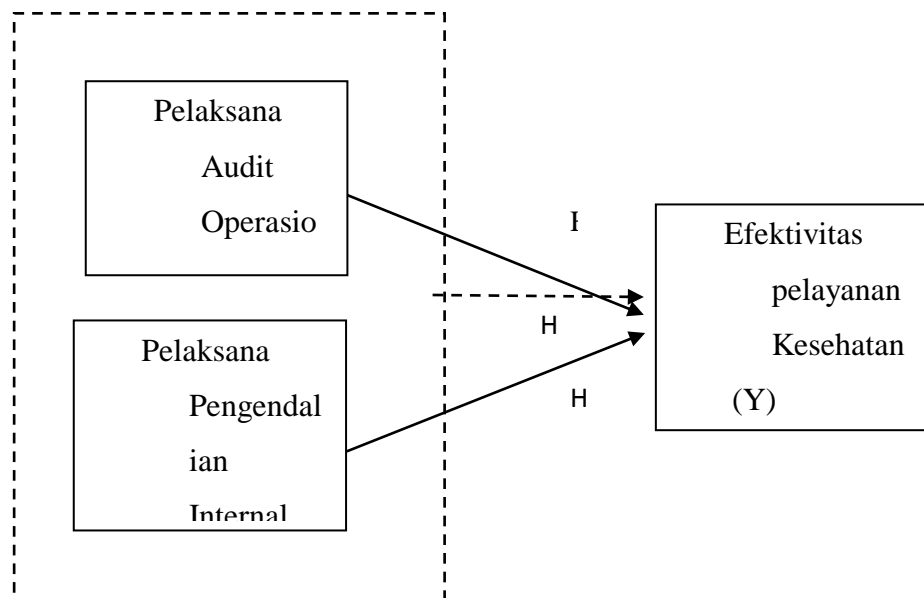 Pelaksana
Audit
Operasio
H
Efektivitas
pelayanan
Kesehatan
(Y)
H
Pelaksana
Pengendal
ian
Internal